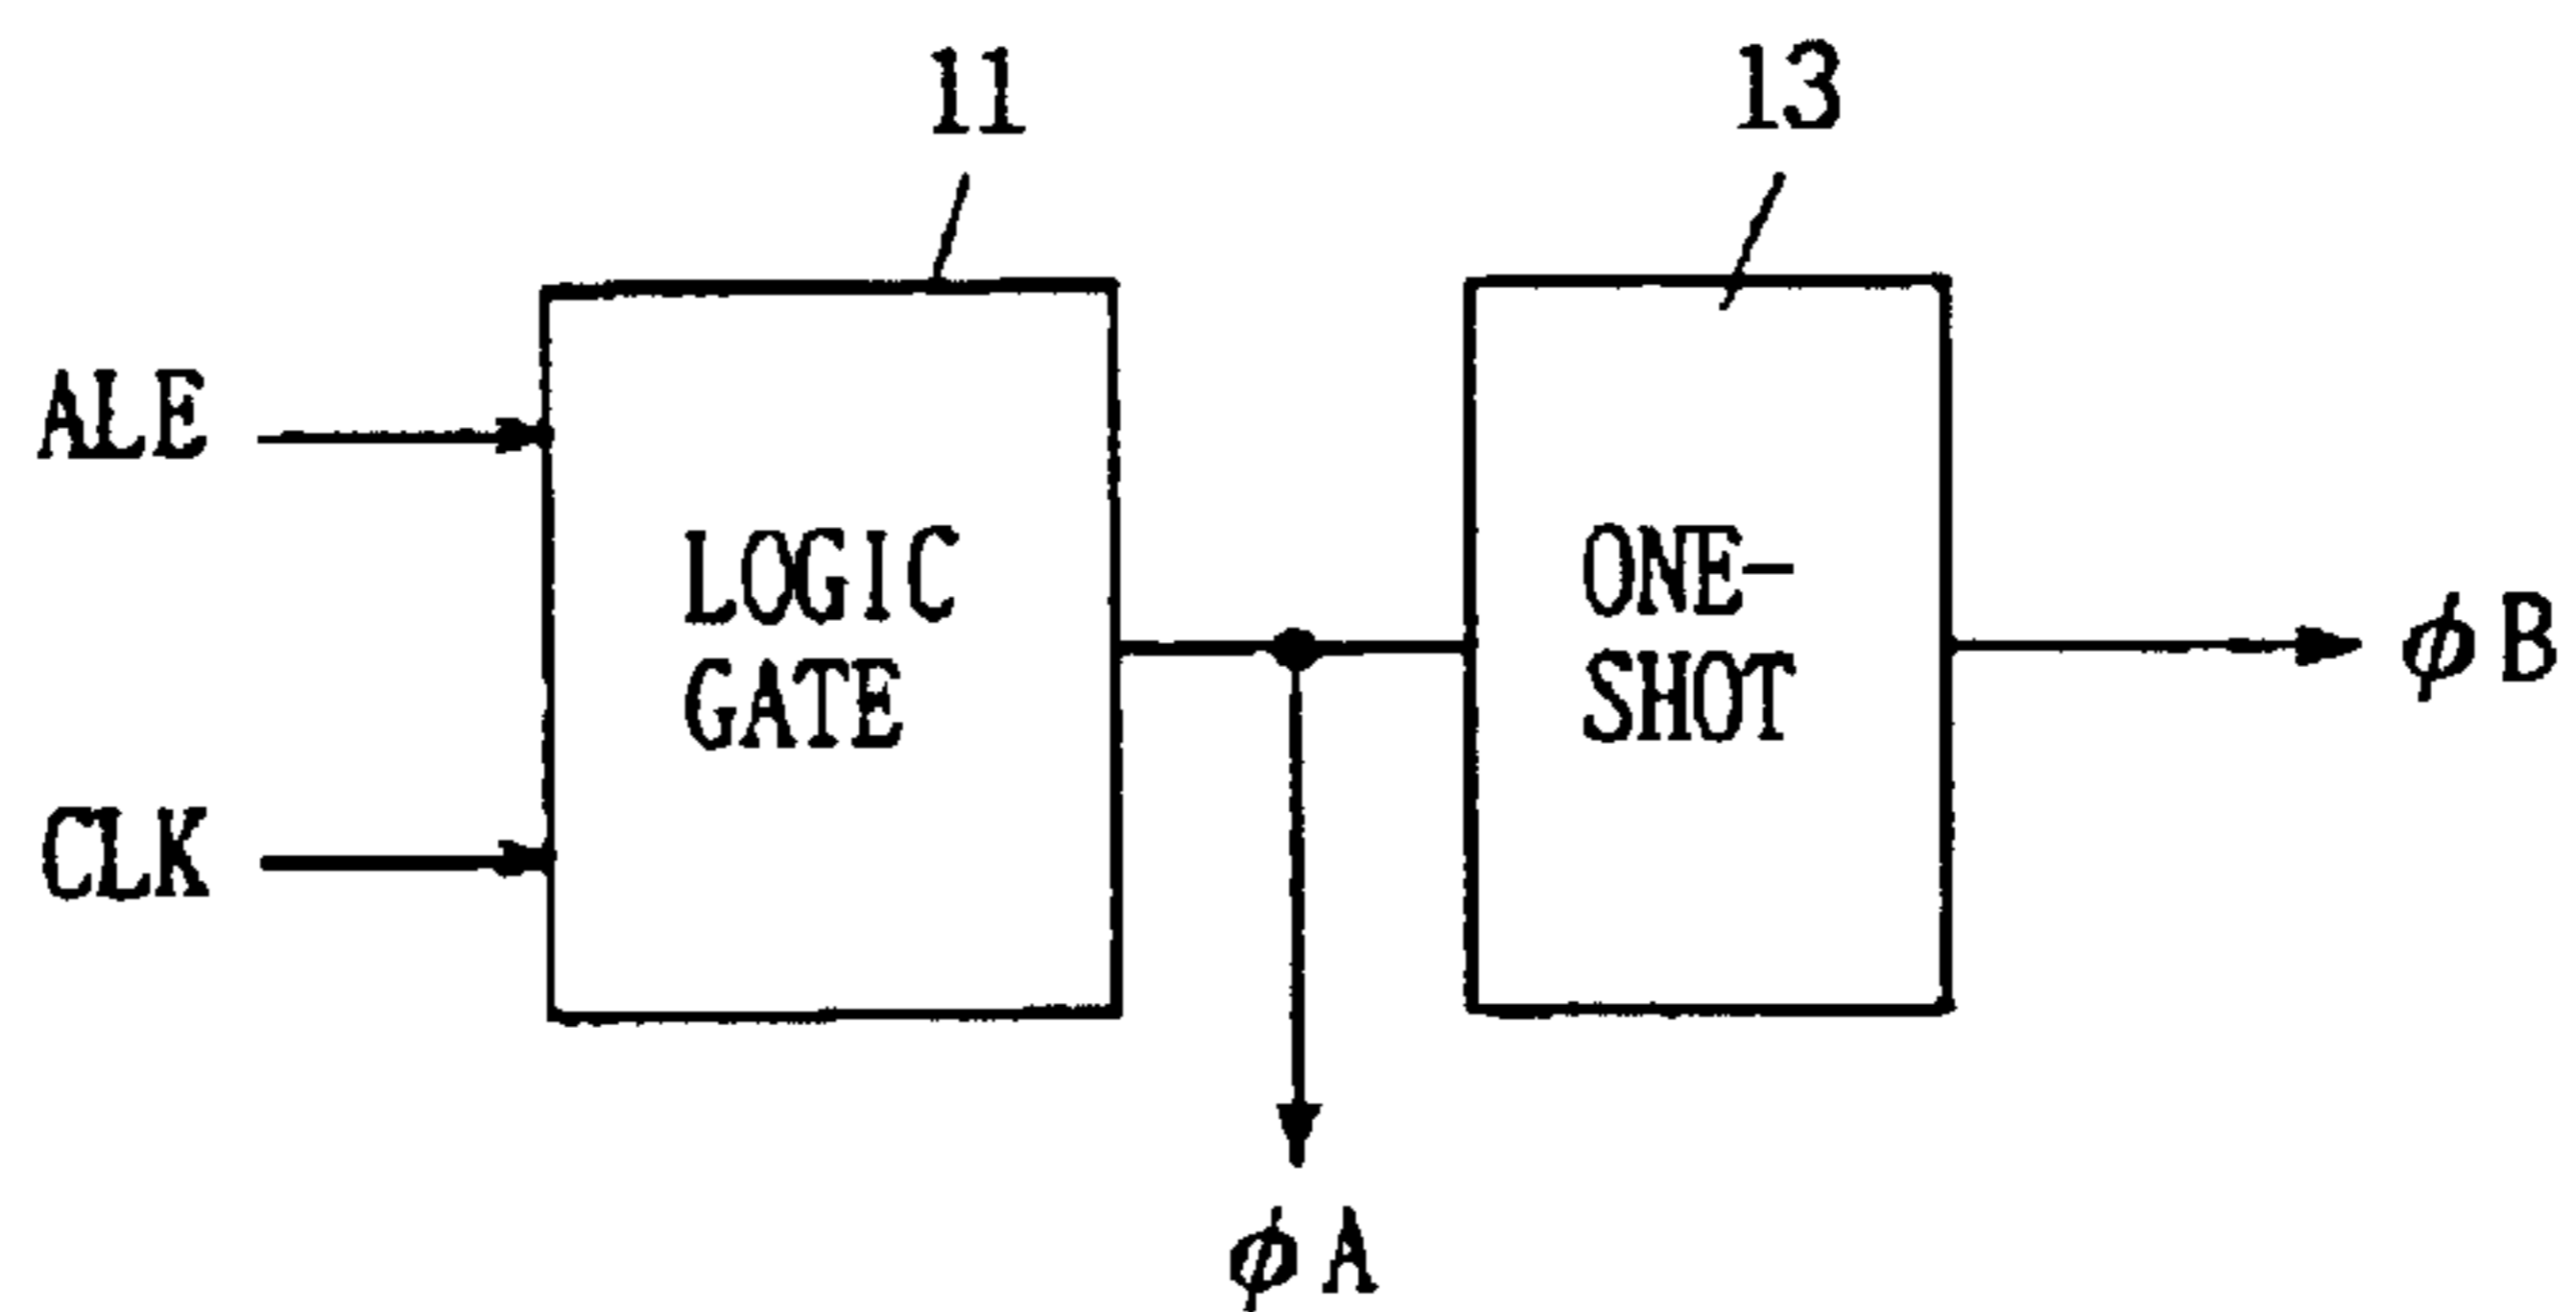 11
13
ALE
LOGIC
GATE
ONE-
SHOT
CLK
φB
φA